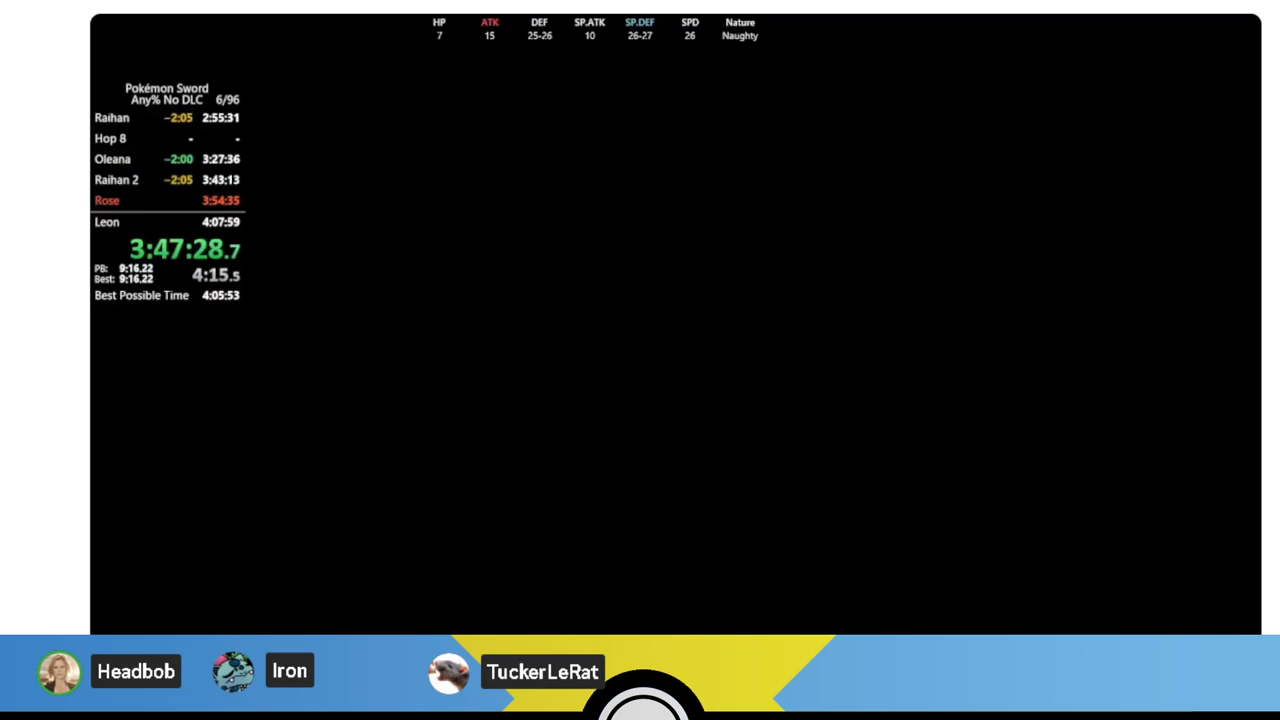 HP ATK DEF SP.ATK SP.DEF SPD Nature
7 15 25-26 10 26-27 26 Naughty
Pokémon Sword
Any% No DLC 6/96
Raihan −2:05 2:55:31
Hop 8 - -
Oleana −2:00 3:27:36
Raihan 2 −2:05 3:43:13
Rose 3:54:35
Leon 4:07:59
3:47:28.7
PB: 9:16.22 4:15.5
Best: 9:16.22
Best Possible Time 4:05:53
Headbob Iron TuckerLeRat